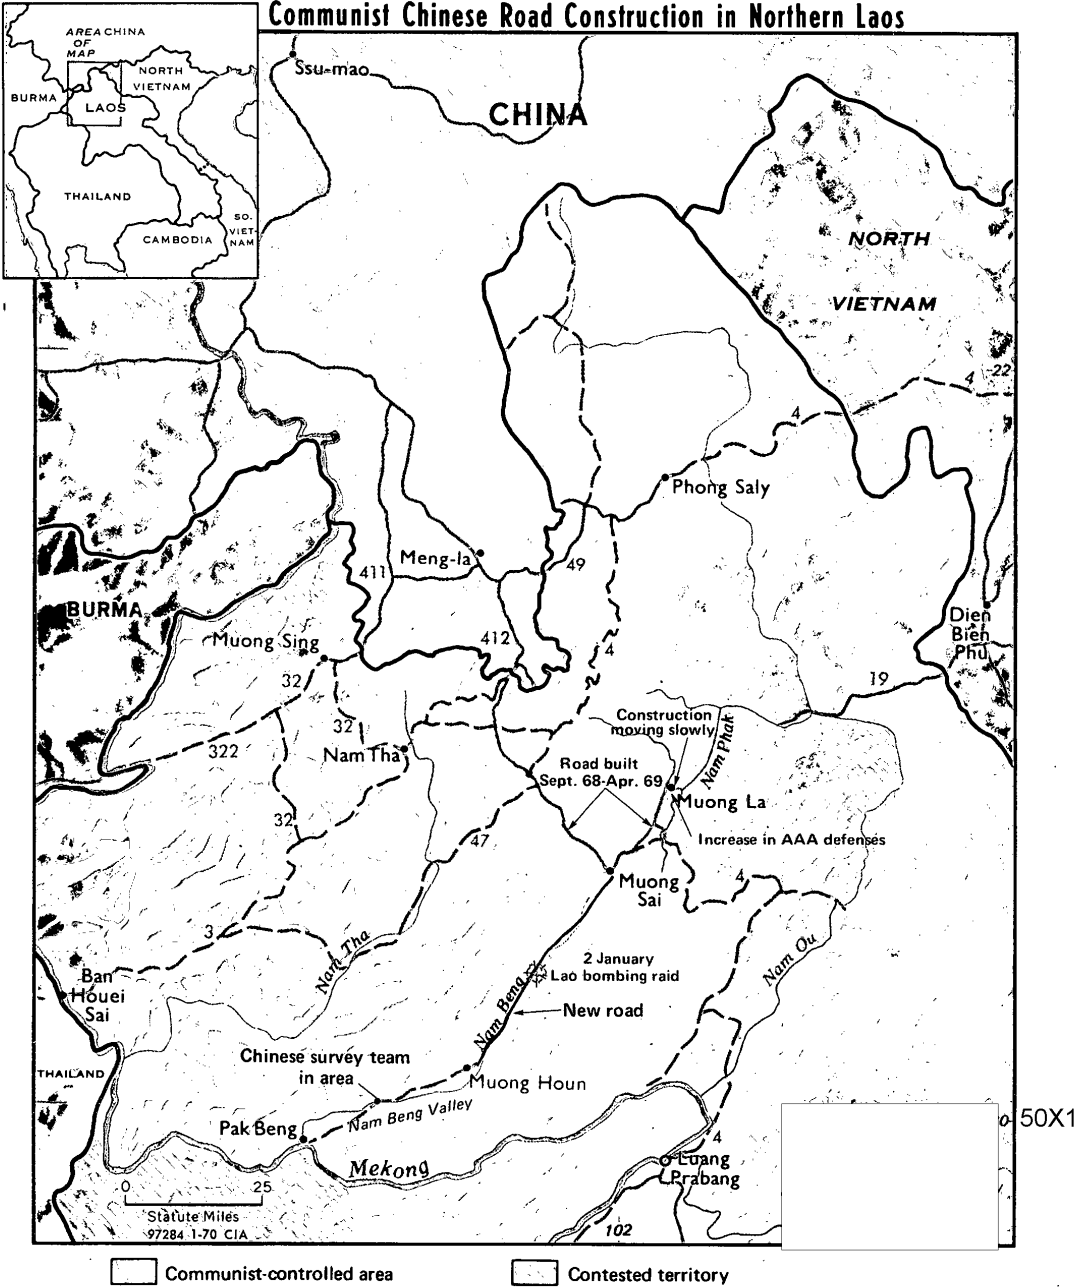 Communist Chinese Road Construction in Northern Laos
AREA CHINA
OF
MAP
NORTH
VIETNAM
BURMA
LAOS
THAILAND
CAMBODIA
SO.
VIET-
NAM
Ssu-mao
CHINA
NORTH
VIETNAM
4
22
4
Phong Saly
Meng-la
411
49
BURMA
412
Dien
Bien
Phu
Muong Sing
4
32
19
Construction
moving slowly
32
322
Nam Tha
Nam Phak
Road built
Sept. 68-Apr. 69
Muong La
32
47
Increase in AAA defenses
Muong
Sai
4
3
Nam Tha
Nam Ou
2 January
Lao bombing raid
Ban
Houei
Sai
Nam Beng
New road
Chinese survey team
in area
THAILAND
Muong Houn
Nam Beng Valley
Pak Beng
50X1
4
Mekong
Luang
Prabang
0 25
Statute Miles
97284 1-70 CIA
102
Communist-controlled area
Contested territory